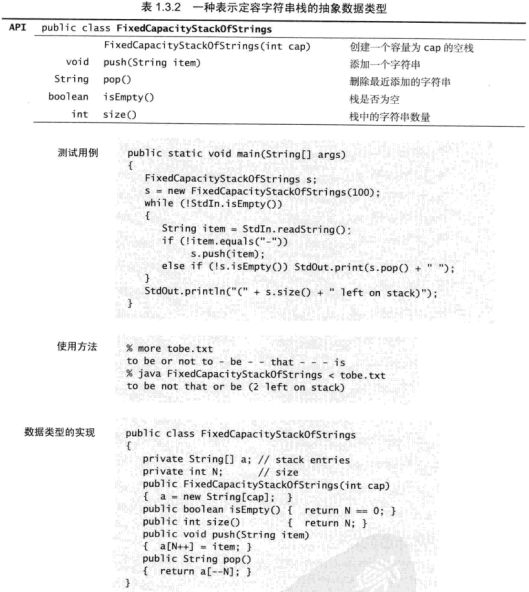 表 1.3.2 一种表示定容字符串栈的抽象数据类型
API public class FixedCapacityStackOfStrings
FixedCapacityStackOfStrings(int cap) 创建一个容量为 cap 的空栈
void push(String item) 添加一个字符串
String pop() 删除最近添加的字符串
boolean isEmpty() 栈是否为空
int size() 栈中的字符串数量
测试用例 public static void main(String[] args)
{
FixedCapacityStackOfStrings s;
s = new FixedCapacityStackOfStrings(100);
while (!StdIn.isEmpty())
{
String item = StdIn.readString();
if (!item.equals("-"))
s.push(item);
else if (!s.isEmpty()) StdOut.print(s.pop() + " ");
}
StdOut.println("(" + s.size() + " left on stack)");
}
使用方法 % more tobe.txt
to be or not to - be - - that - - - is
% java FixedCapacityStackOfStrings < tobe.txt
to be not that or be (2 left on stack)
数据类型的实现 public class FixedCapacityStackOfStrings
{
private String[] a; // stack entries
private int N; // size
public FixedCapacityStackOfStrings(int cap)
{ a = new String[cap]; }
public boolean isEmpty() { return N == 0; }
public int size() { return N; }
public void push(String item)
{ a[N++] = item; }
public String pop()
{ return a[--N]; }
}